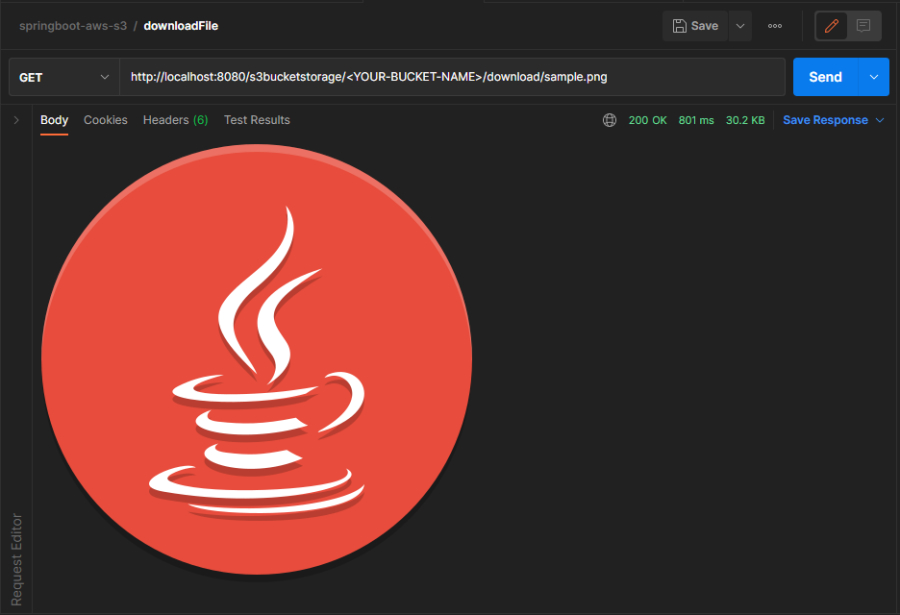 springboot-aws-s3 / downloadFile
Save
GET
http://localhost:8080/s3bucketstorage/<YOUR-BUCKET-NAME>/download/sample.png
Send
Body Cookies Headers (6) Test Results
200 OK 801 ms 30.2 KB Save Response
Request Editor